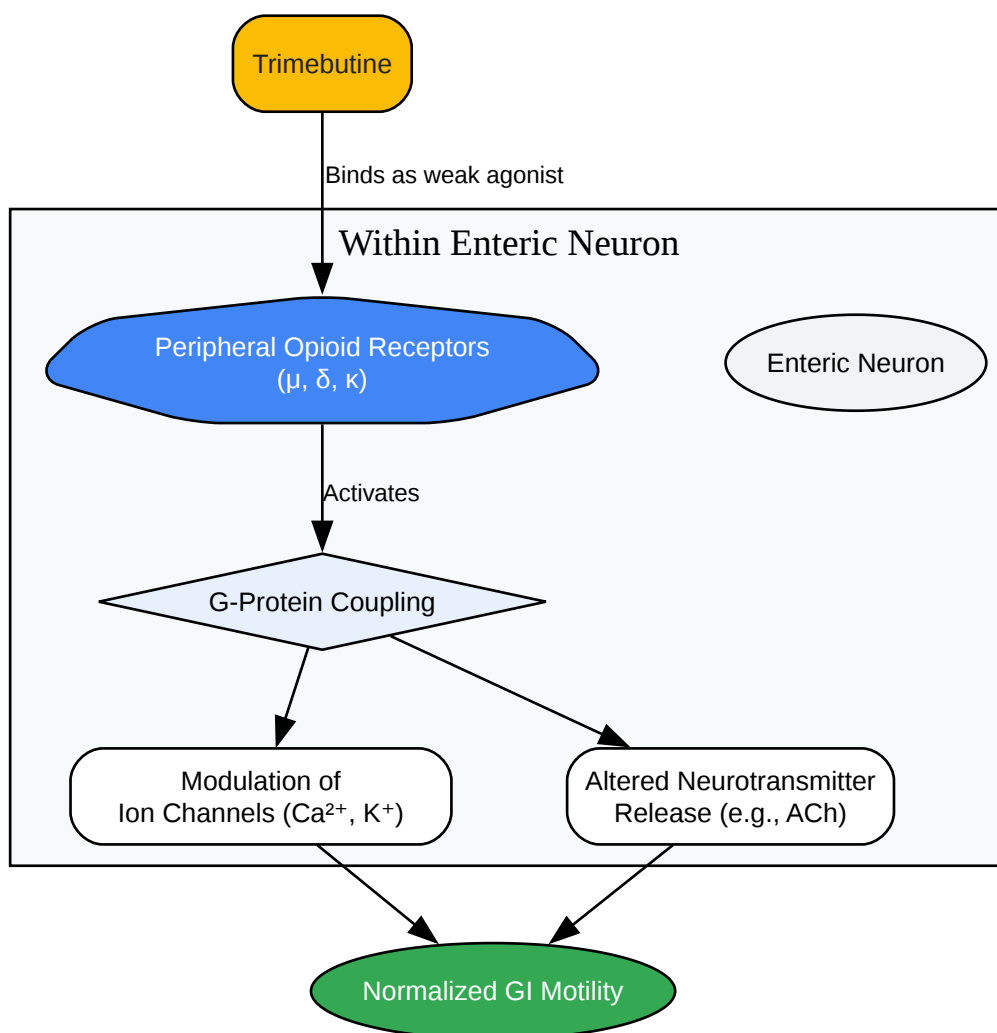 Trimebutine
Binds as weak agonist
Within Enteric Neuron
Peripheral Opioid Receptors
(μ, δ, κ)
Enteric Neuron
Activates
G-Protein Coupling
Modulation of
Ion Channels (Ca²⁺, K⁺)
Altered Neurotransmitter
Release (e.g., ACh)
Normalized GI Motility